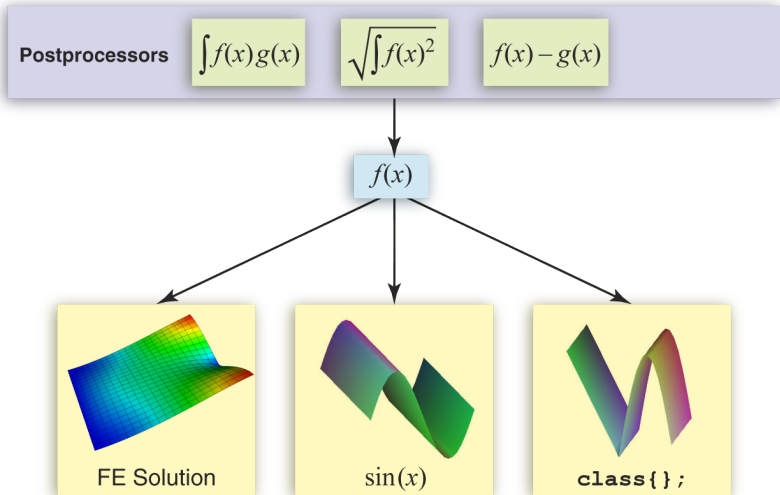 Postprocessors ∫f(x)g(x) √∫f(x)² f(x)−g(x)
f(x)
FE Solution sin(x) class{};